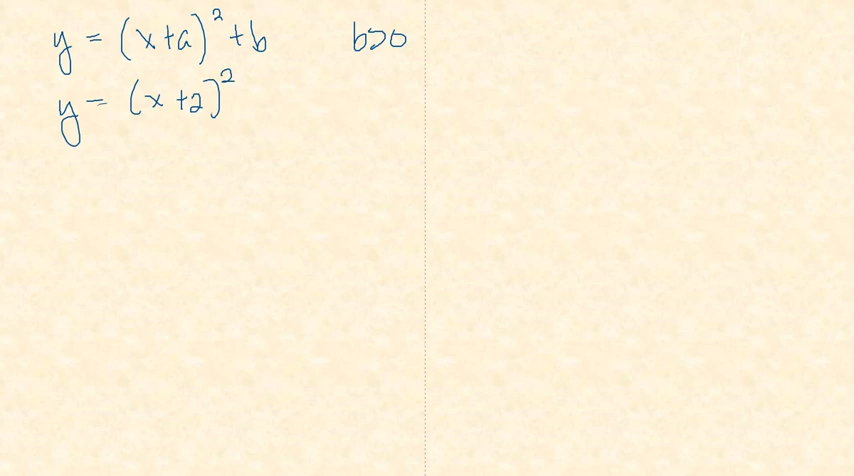 y = (x+a)² + b b>0
y = (x+2)²